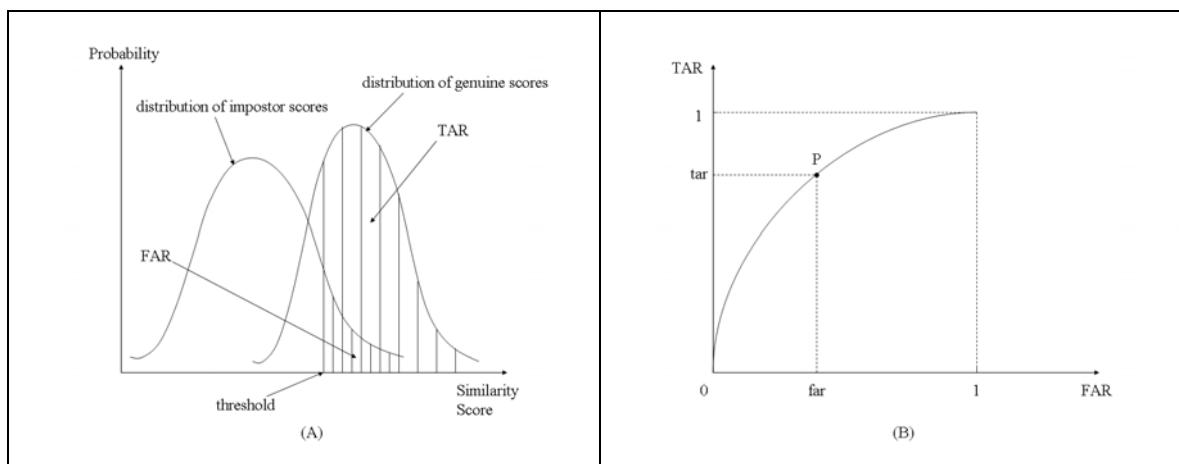 Probability
distribution of genuine scores
distribution of impostor scores
TAR
FAR
threshold
Similarity
Score
(A)
TAR
1
P
tar
0
far
1
FAR
(B)